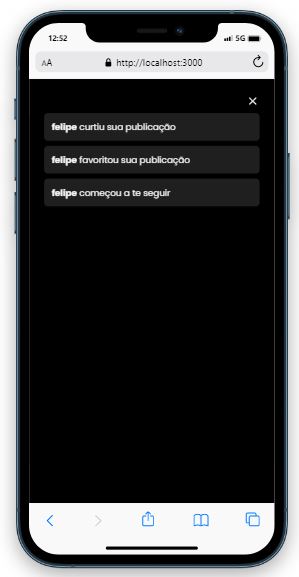 12:52
5G
AA
http://localhost:3000
felipe curtiu sua publicação
felipe favoritou sua publicação
felipe começou a te seguir